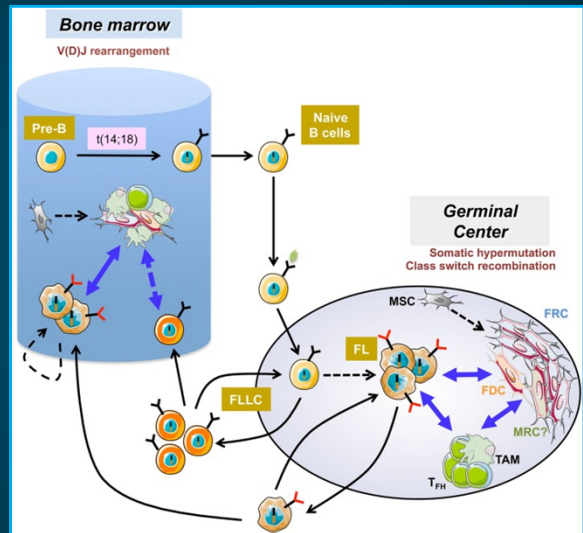 Bone marrow
V(D)J rearrangement
Pre-B
t(14;18)
Naive
B cells
Germinal
Center
Somatic hypermutation
Class switch recombination
MSC
FRC
FL
FLLC
FDC
MRC?
TAM
TFH